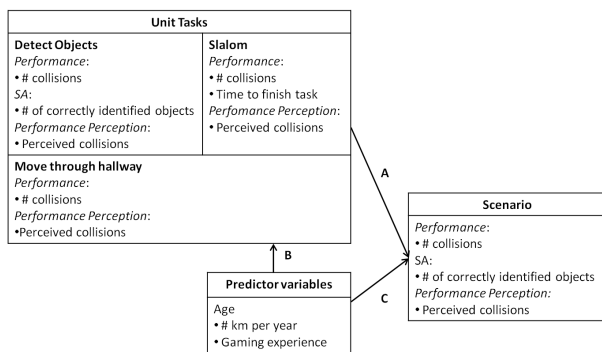 Unit Tasks
Detect Objects
Performance:
• # collisions
SA:
• # of correctly identified objects
Performance Perception:
• Perceived collisions
Slalom
Performance:
• # collisions
• Time to finish task
Perfomance Perception:
• Perceived collisions
Move through hallway
Performance:
• # collisions
Performance Perception:
•Perceived collisions
A
B
C
Predictor variables
Age
• # km per year
• Gaming experience
Scenario
Performance:
• # collisions
SA:
• # of correctly identified objects
Performance Perception:
• Perceived collisions